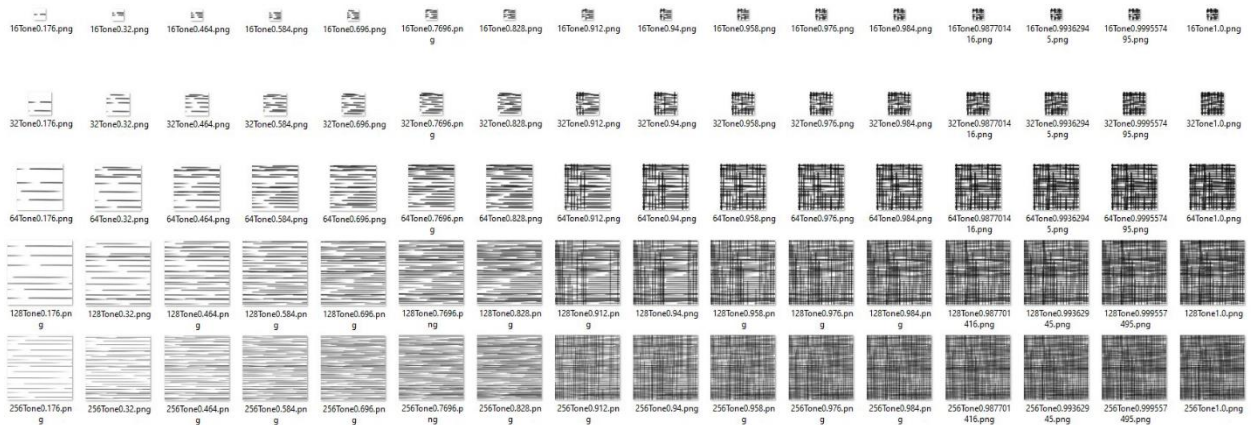 16Tone0.176.png 16Tone0.32.png 16Tone0.464.png 16Tone0.584.png 16Tone0.696.png 16Tone0.7696.pn 16Tone0.828.png 16Tone0.912.png 16Tone0.94.png 16Tone0.958.png 16Tone0.976.png 16Tone0.984.png 16Tone0.9877014 16Tone0.9936294 16Tone0.9995574 16Tone1.0.png
g 16.png 5.png 95.png
32Tone0.176.png 32Tone0.32.png 32Tone0.464.png 32Tone0.584.png 32Tone0.696.png 32Tone0.7696.pn 32Tone0.828.png 32Tone0.912.png 32Tone0.94.png 32Tone0.958.png 32Tone0.976.png 32Tone0.984.png 32Tone0.9877014 32Tone0.9936294 32Tone0.9995574 32Tone1.0.png
g 16.png 5.png 95.png
64Tone0.176.png 64Tone0.32.png 64Tone0.464.png 64Tone0.584.png 64Tone0.696.png 64Tone0.7696.pn 64Tone0.828.png 64Tone0.912.png 64Tone0.94.png 64Tone0.958.png 64Tone0.976.png 64Tone0.984.png 64Tone0.9877014 64Tone0.9936294 64Tone0.9995574 64Tone1.0.png
g 16.png 5.png 95.png
128Tone0.176.pn 128Tone0.32.png 128Tone0.464.pn 128Tone0.584.pn 128Tone0.696.pn 128Tone0.7696.p 128Tone0.828.pn 128Tone0.912.pn 128Tone0.94.png 128Tone0.958.pn 128Tone0.976.pn 128Tone0.984.pn 128Tone0.987701 128Tone0.993629 128Tone0.999557 128Tone1.0.png
g g g g ng g g g g g 416.png 45.png 495.png
256Tone0.176.pn 256Tone0.32.png 256Tone0.464.pn 256Tone0.584.pn 256Tone0.696.pn 256Tone0.7696.p 256Tone0.828.pn 256Tone0.912.pn 256Tone0.94.png 256Tone0.958.pn 256Tone0.976.pn 256Tone0.984.pn 256Tone0.987701 256Tone0.993629 256Tone0.999557 256Tone1.0.png
g g g g ng g g g g g 416.png 45.png 495.png